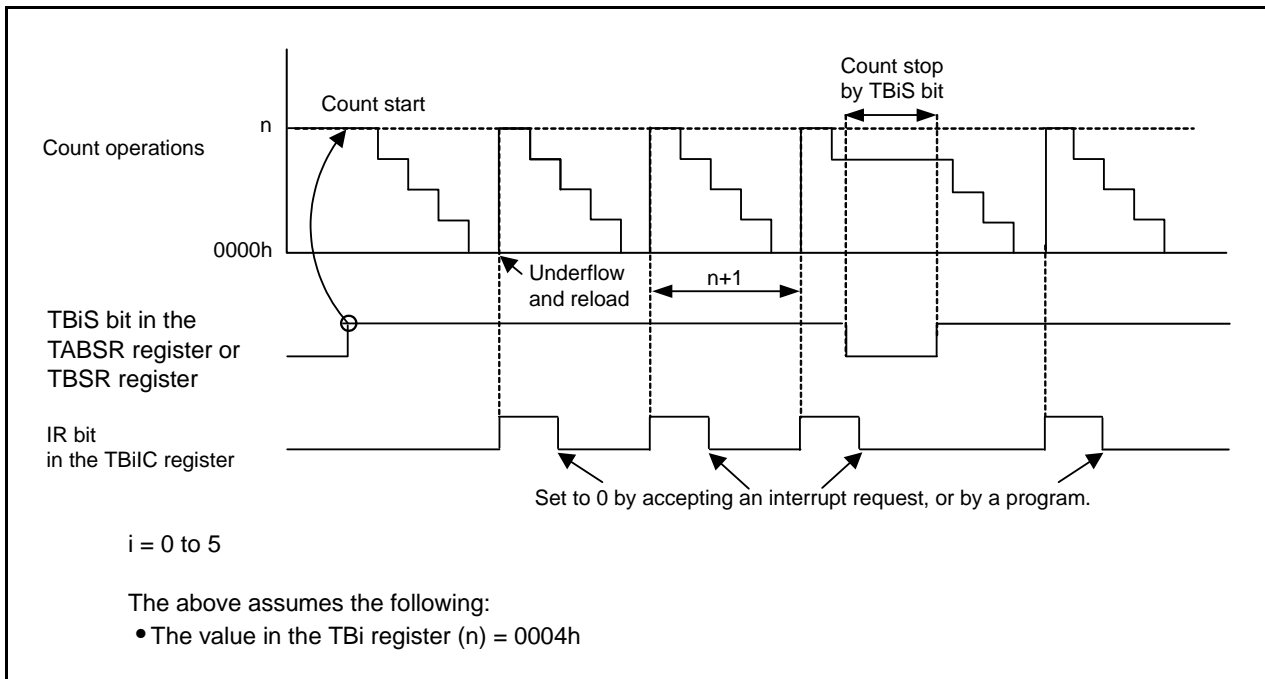 Count stop
by TBiS bit
Count start
n
Count operations
0000h
Underflow
and reload
n+1
TBiS bit in the
TABSR register or
TBSR register
IR bit
in the TBiIC register
Set to 0 by accepting an interrupt request, or by a program.
i = 0 to 5
The above assumes the following:
• The value in the TBi register (n) = 0004h